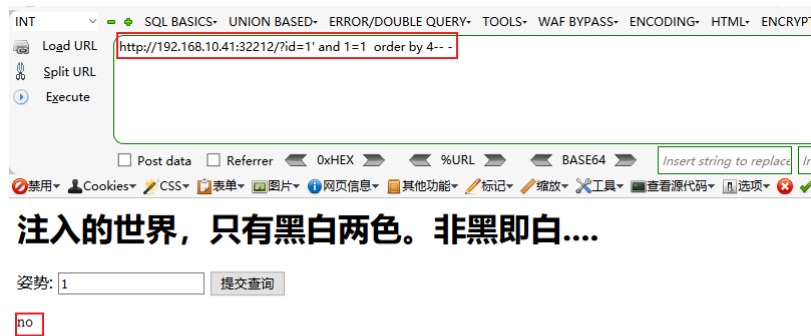 INT SQL BASICS▾ UNION BASED▾ ERROR/DOUBLE QUERY▾ TOOLS▾ WAF BYPASS▾ ENCODING▾ HTML▾ ENCRYP
Load URL http://192.168.10.41:32212/?id=1' and 1=1 order by 4-- -
Split URL
Execute
Post data Referrer 0xHEX %URL BASE64 Insert string to replace In
禁用▾ Cookies▾ CSS▾ 表单▾ 图片▾ 网页信息▾ 其他功能▾ 标记▾ 缩放▾ 工具▾ 查看源代码▾ 选项▾
注入的世界，只有黑白两色。非黑即白....
姿势: 1 提交查询
no